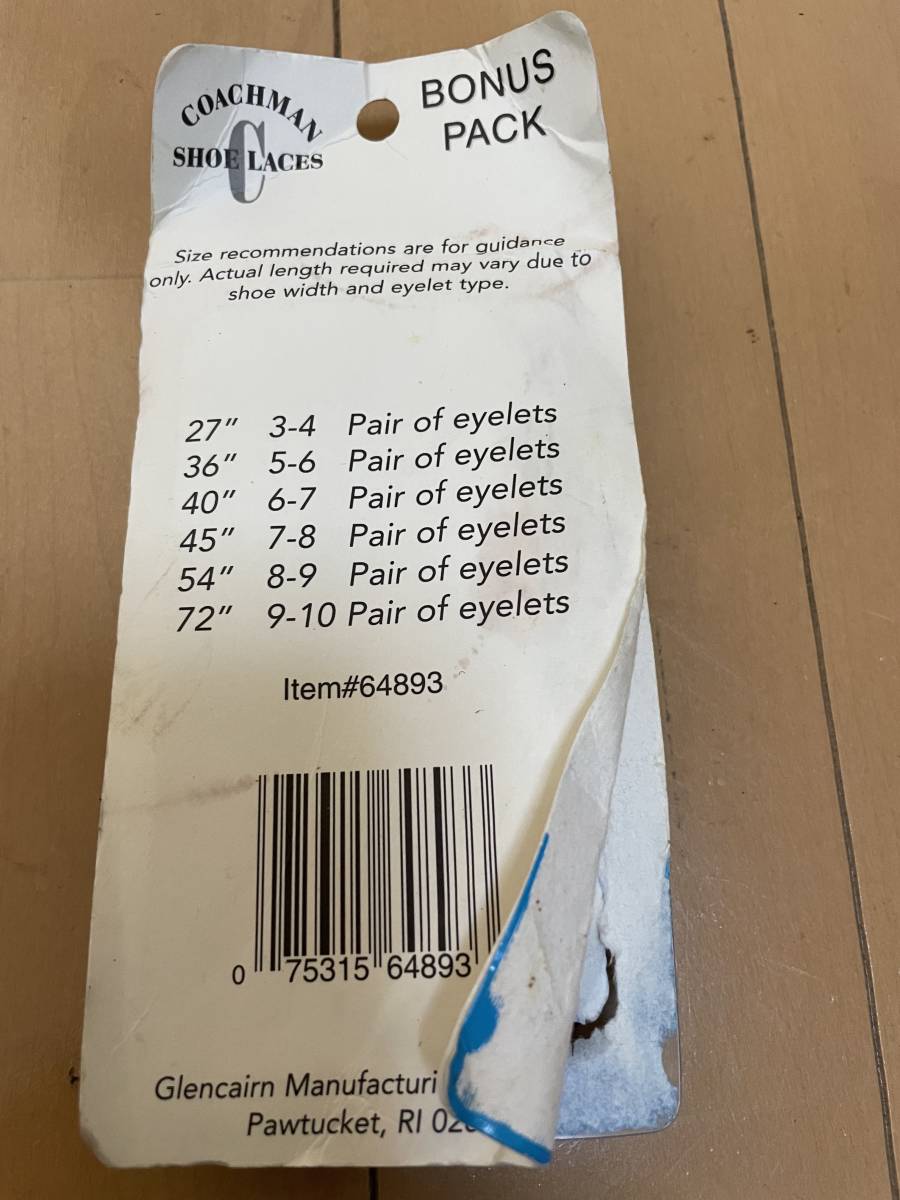 COACHMAN
C
SHOE LACES
BONUS
PACK
Size recommendations are for guidance
only. Actual length required may vary due to
shoe width and eyelet type.
27" 3-4 Pair of eyelets
36" 5-6 Pair of eyelets
40" 6-7 Pair of eyelets
45" 7-8 Pair of eyelets
54" 8-9 Pair of eyelets
72" 9-10 Pair of eyelets
Item#64893
0 75315 64893
Glencairn Manufacturi
Pawtucket, RI 02